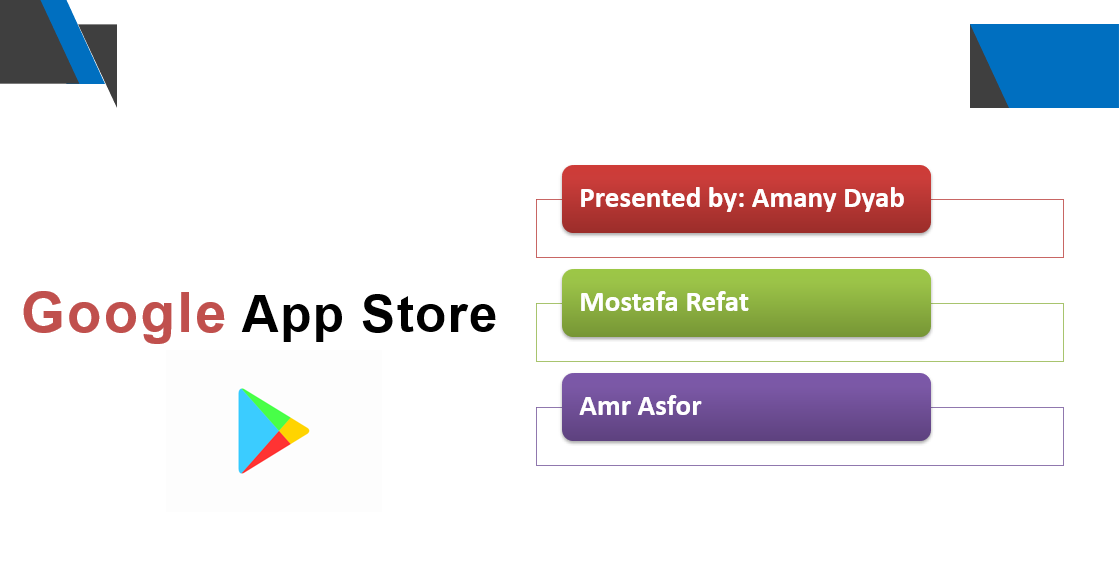 Google App Store
Presented by: Amany Dyab
Mostafa Refat
Amr Asfor